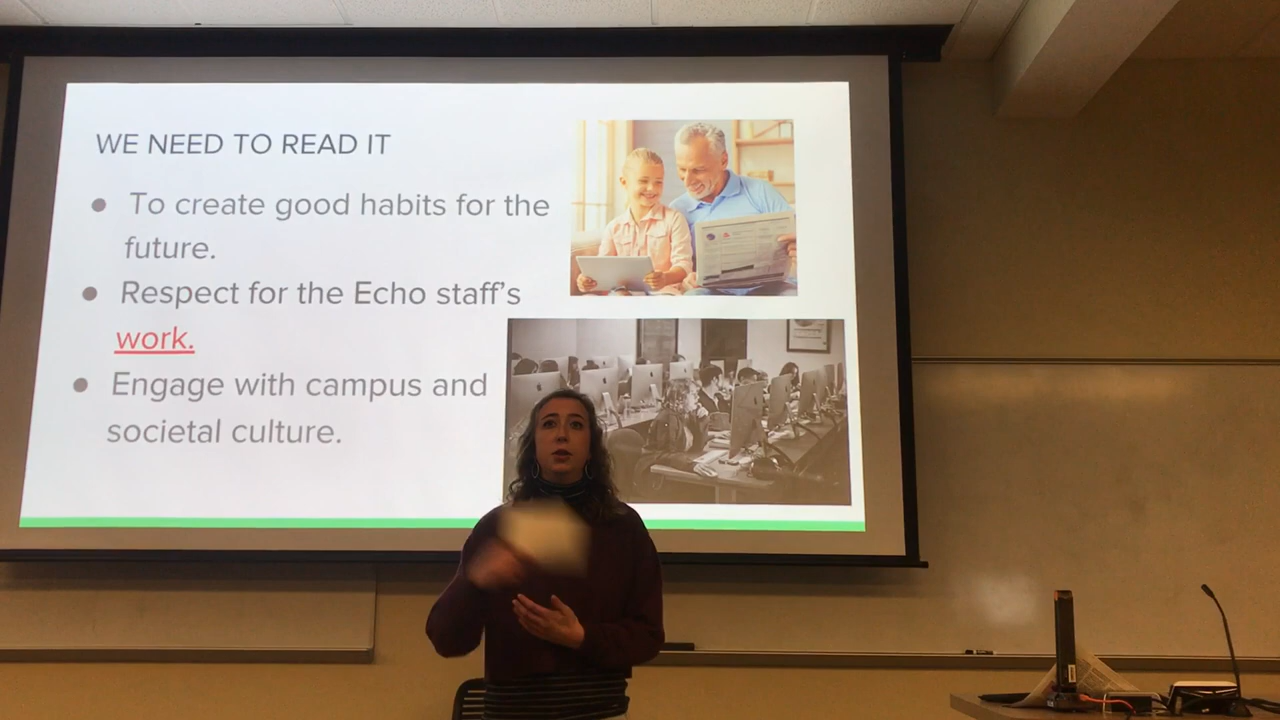 WE NEED TO READ IT
● To create good habits for the
future.
● Respect for the Echo staff's
work.
● Engage with campus and
societal culture.